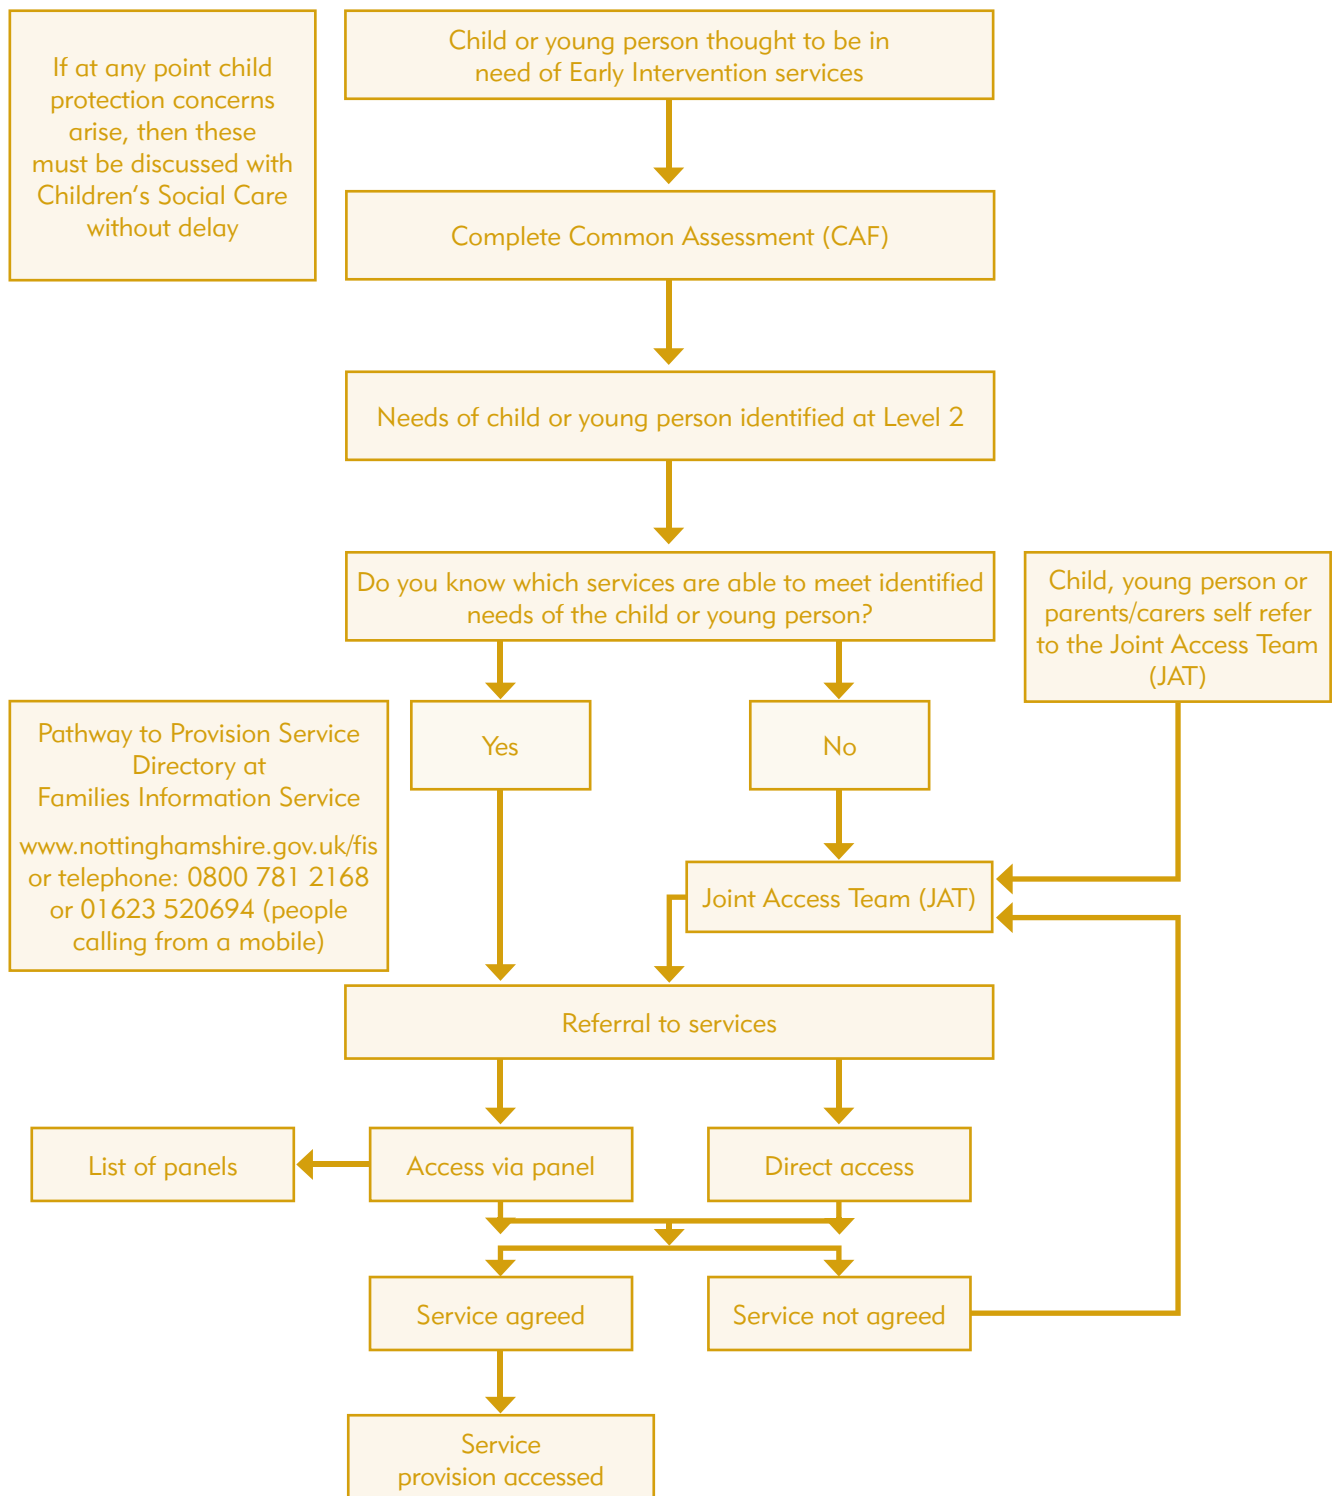 If at any point child
protection concerns
arise, then these
must be discussed with
Children's Social Care
without delay
Child or young person thought to be in
need of Early Intervention services
Complete Common Assessment (CAF)
Needs of child or young person identified at Level 2
Do you know which services are able to meet identified
needs of the child or young person?
Child, young person or
parents/carers self refer
to the Joint Access Team
(JAT)
Pathway to Provision Service
Directory at
Families Information Service
www.nottinghamshire.gov.uk/fis
or telephone: 0800 781 2168
or 01623 520694 (people
calling from a mobile)
Yes
No
Joint Access Team (JAT)
Referral to services
List of panels
Access via panel
Direct access
Service agreed
Service not agreed
Service
provision accessed